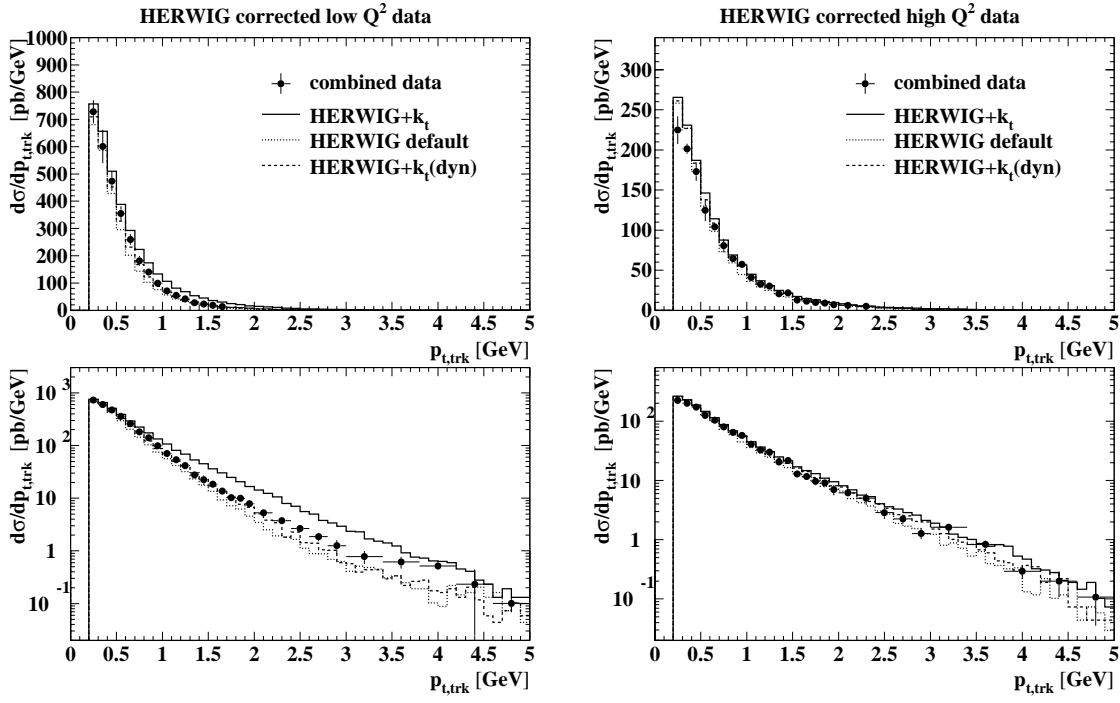 HERWIG corrected low Q² data
dσ/dp_t,trk [pb/GeV]
1000
900
800
700
600
500
400
300
200
100
0
combined data
HERWIG+k_t
HERWIG default
HERWIG+k_t(dyn)
0 0.5 1 1.5 2 2.5 3 3.5 4 4.5 5
p_t,trk [GeV]
HERWIG corrected high Q² data
dσ/dp_t,trk [pb/GeV]
300
250
200
150
100
50
0
combined data
HERWIG+k_t
HERWIG default
HERWIG+k_t(dyn)
0 0.5 1 1.5 2 2.5 3 3.5 4 4.5 5
p_t,trk [GeV]
dσ/dp_t,trk [pb/GeV]
10³
10²
10
1
10⁻¹
0 0.5 1 1.5 2 2.5 3 3.5 4 4.5 5
p_t,trk [GeV]
dσ/dp_t,trk [pb/GeV]
10²
10
1
10⁻¹
0 0.5 1 1.5 2 2.5 3 3.5 4 4.5 5
p_t,trk [GeV]